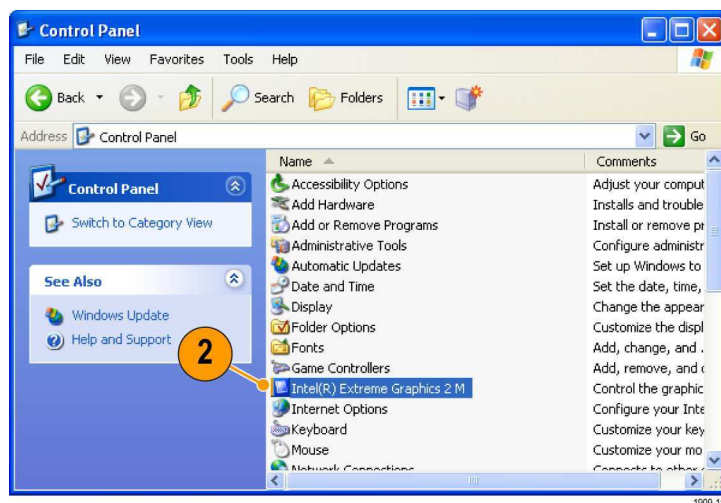 Control Panel
File Edit View Favorites Tools Help
Back Search Folders
Address Control Panel Go
Name Comments
Control Panel
Switch to Category View
See Also
Windows Update
Help and Support
2
Accessibility Options Adjust your comput
Add Hardware Installs and trouble
Add or Remove Programs Install or remove pr
Administrative Tools Configure administr
Automatic Updates Set up Windows to
Date and Time Set the date, time,
Display Change the appear
Folder Options Customize the displ
Fonts Add, change, and .
Game Controllers Add, remove, and c
Intel(R) Extreme Graphics 2 M Control the graphic
Internet Options Configure your Inte
Keyboard Customize your key
Mouse Customize your mo
Network Connections Connects to other